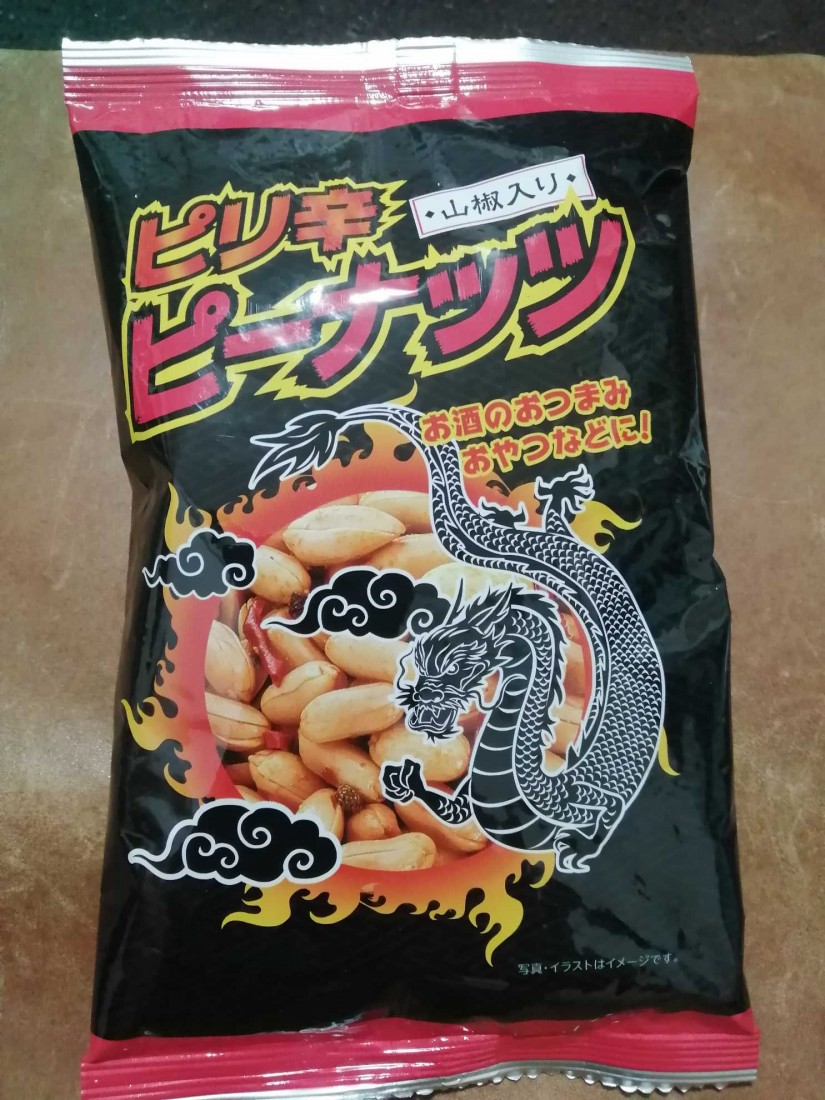 山椒入り
ピリ辛
ピーナッツ
お酒のおつまみ
おやつなどに!
写真・イラストはイメージです。